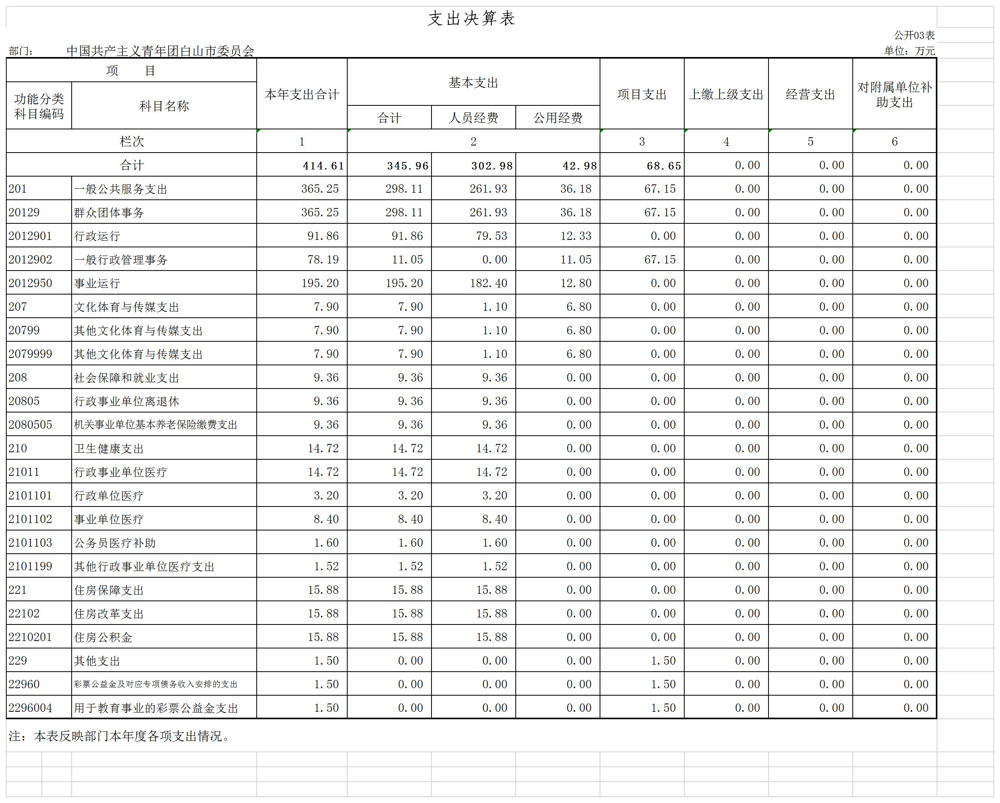 支出决算表
公开03表
部门： 中国共产主义青年团白山市委员会 单位：万元
项 目 本年支出合计 基本支出 项目支出 上缴上级支出 经营支出 对附属单位补助支出
功能分类科目编码 科目名称 合计 人员经费 公用经费
栏次 1 2 3 4 5 6
合计 414.61 345.96 302.98 42.98 68.65 0.00 0.00 0.00
201 一般公共服务支出 365.25 298.11 261.93 36.18 67.15 0.00 0.00 0.00
20129 群众团体事务 365.25 298.11 261.93 36.18 67.15 0.00 0.00 0.00
2012901 行政运行 91.86 91.86 79.53 12.33 0.00 0.00 0.00 0.00
2012902 一般行政管理事务 78.19 11.05 0.00 11.05 67.15 0.00 0.00 0.00
2012950 事业运行 195.20 195.20 182.40 12.80 0.00 0.00 0.00 0.00
207 文化体育与传媒支出 7.90 7.90 1.10 6.80 0.00 0.00 0.00 0.00
20799 其他文化体育与传媒支出 7.90 7.90 1.10 6.80 0.00 0.00 0.00 0.00
2079999 其他文化体育与传媒支出 7.90 7.90 1.10 6.80 0.00 0.00 0.00 0.00
208 社会保障和就业支出 9.36 9.36 9.36 0.00 0.00 0.00 0.00 0.00
20805 行政事业单位离退休 9.36 9.36 9.36 0.00 0.00 0.00 0.00 0.00
2080505 机关事业单位基本养老保险缴费支出 9.36 9.36 9.36 0.00 0.00 0.00 0.00 0.00
210 卫生健康支出 14.72 14.72 14.72 0.00 0.00 0.00 0.00 0.00
21011 行政事业单位医疗 14.72 14.72 14.72 0.00 0.00 0.00 0.00 0.00
2101101 行政单位医疗 3.20 3.20 3.20 0.00 0.00 0.00 0.00 0.00
2101102 事业单位医疗 8.40 8.40 8.40 0.00 0.00 0.00 0.00 0.00
2101103 公务员医疗补助 1.60 1.60 1.60 0.00 0.00 0.00 0.00 0.00
2101199 其他行政事业单位医疗支出 1.52 1.52 1.52 0.00 0.00 0.00 0.00 0.00
221 住房保障支出 15.88 15.88 15.88 0.00 0.00 0.00 0.00 0.00
22102 住房改革支出 15.88 15.88 15.88 0.00 0.00 0.00 0.00 0.00
2210201 住房公积金 15.88 15.88 15.88 0.00 0.00 0.00 0.00 0.00
229 其他支出 1.50 0.00 0.00 0.00 1.50 0.00 0.00 0.00
22960 彩票公益金及对应专项债务收入安排的支出 1.50 0.00 0.00 0.00 1.50 0.00 0.00 0.00
2296004 用于教育事业的彩票公益金支出 1.50 0.00 0.00 0.00 1.50 0.00 0.00 0.00
注：本表反映部门本年度各项支出情况。